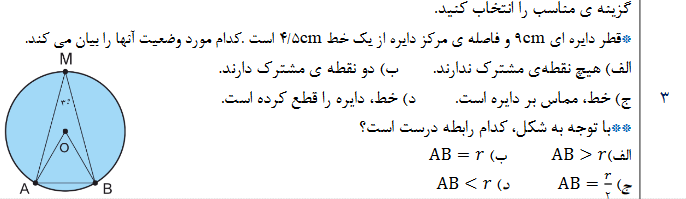 گزینه ی مناسب را انتخاب کنید.
*قطر دایره ای ۹cm و فاصله ی مرکز دایره از یک خط ۴/۵cm است .کدام مورد وضعیت آنها را بیان می کند.
الف) هیچ نقطه‌ی مشترک ندارند. ب) دو نقطه ی مشترک دارند.
ج) خط، مماس بر دایره است. د) خط، دایره را قطع کرده است.
۳
**با توجه به شکل، کدام رابطه درست است؟
الف) AB > r ب) AB = r
ج) AB = r/۲ د) AB < r
M
۳۰
O
A B